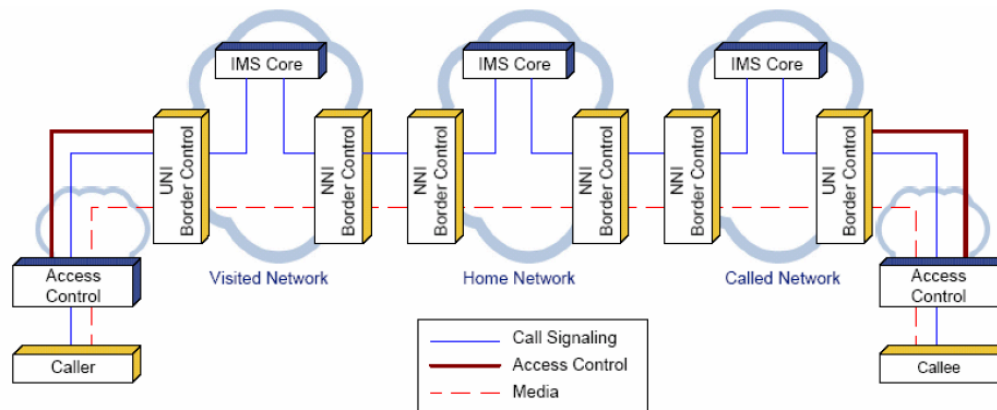 IMS Core
IMS Core
IMS Core
UNI
Border Control
NNI
Border Control
NNI
Border Control
NNI
Border Control
NNI
Border Control
UNI
Border Control
Visited Network
Home Network
Called Network
Access
Control
Access
Control
Caller
Callee
Call Signaling
Access Control
Media